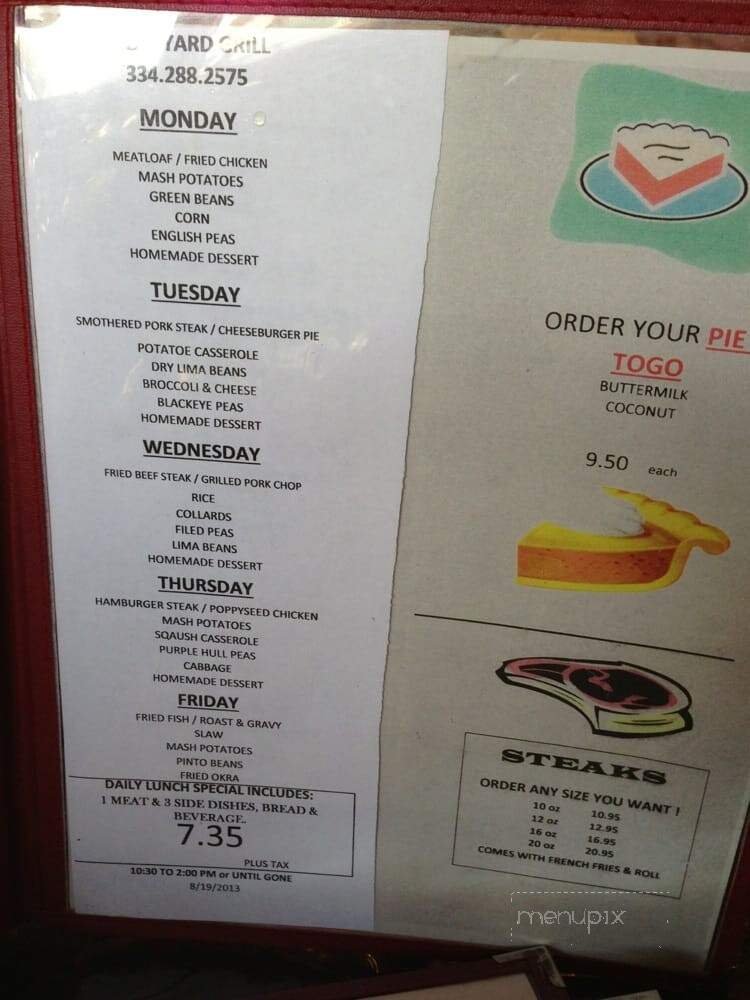 YARD GRILL
334.288.2575
MONDAY
MEATLOAF / FRIED CHICKEN
MASH POTATOES
GREEN BEANS
CORN
ENGLISH PEAS
HOMEMADE DESSERT
TUESDAY
SMOTHERED PORK STEAK / CHEESEBURGER PIE
POTATOE CASSEROLE
DRY LIMA BEANS
BROCCOLI & CHEESE
BLACKEYE PEAS
HOMEMADE DESSERT
WEDNESDAY
FRIED BEEF STEAK / GRILLED PORK CHOP
RICE
COLLARDS
FILED PEAS
LIMA BEANS
HOMEMADE DESSERT
THURSDAY
HAMBURGER STEAK / POPPYSEED CHICKEN
MASH POTATOES
SQAUSH CASSEROLE
PURPLE HULL PEAS
CABBAGE
HOMEMADE DESSERT
FRIDAY
FRIED FISH / ROAST & GRAVY
SLAW
MASH POTATOES
PINTO BEANS
FRIED OKRA
DAILY LUNCH SPECIAL INCLUDES:
1 MEAT & 3 SIDE DISHES, BREAD &
BEVERAGE.
7.35
PLUS TAX
10:30 TO 2:00 PM or UNTIL GONE
8/19/2013
ORDER YOUR PIE
TOGO
BUTTERMILK
COCONUT
9.50 each
STEAKS
ORDER ANY SIZE YOU WANT !
10 oz 10.95
12 oz 12.95
16 oz 16.95
20 oz 20.95
COMES WITH FRENCH FRIES & ROLL
menupix